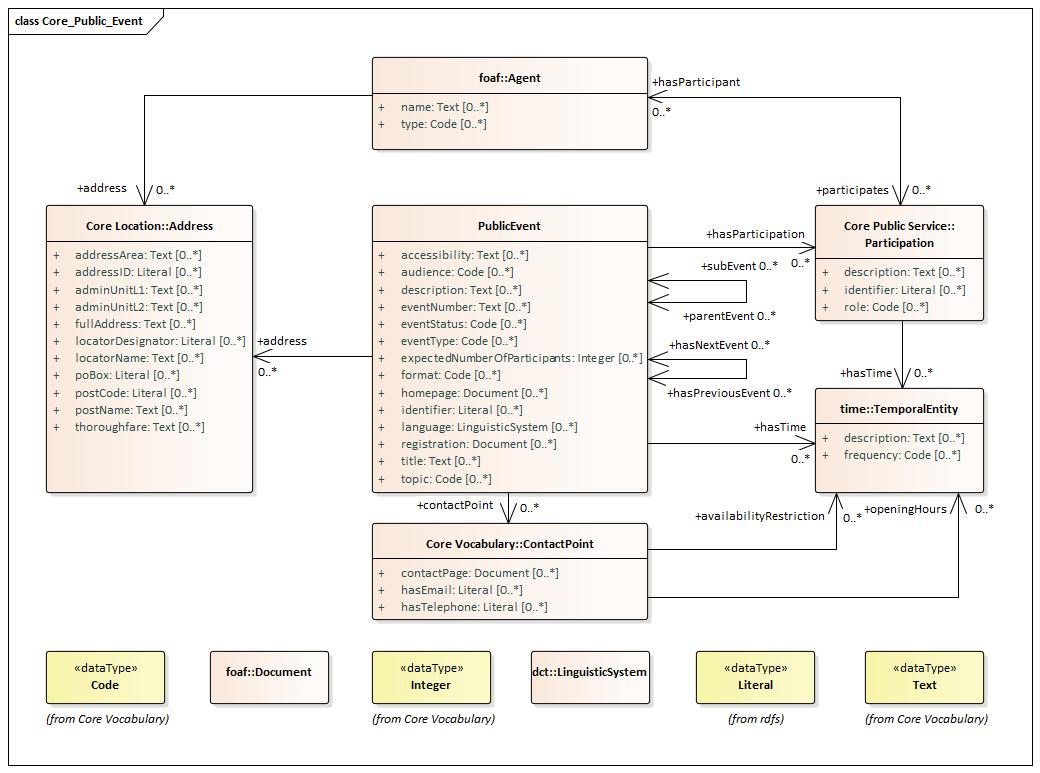 class Core_Public_Event
foaf::Agent
+ name: Text [0..*]
+ type: Code [0..*]
+hasParticipant
0..*
+address
0..*
+participates
0..*
Core Location::Address
+ addressArea: Text [0..*]
+ addressID: Literal [0..*]
+ adminUnitL1: Text [0..*]
+ adminUnitL2: Text [0..*]
+ fullAddress: Text [0..*]
+ locatorDesignator: Literal [0..*]
+ locatorName: Text [0..*]
+ poBox: Literal [0..*]
+ postCode: Literal [0..*]
+ postName: Text [0..*]
+ thoroughfare: Text [0..*]
+address
0..*
PublicEvent
+ accessibility: Text [0..*]
+ audience: Code [0..*]
+ description: Text [0..*]
+ eventNumber: Text [0..*]
+ eventStatus: Code [0..*]
+ eventType: Code [0..*]
+ expectedNumberOfParticipants: Integer [0..*]
+ format: Code [0..*]
+ homepage: Document [0..*]
+ identifier: Literal [0..*]
+ language: LinguisticSystem [0..*]
+ registration: Document [0..*]
+ title: Text [0..*]
+ topic: Code [0..*]
+hasParticipation
0..*
+subEvent 0..*
+parentEvent 0..*
+hasNextEvent 0..*
+hasPreviousEvent 0..*
+hasTime
0..*
Core Public Service::
Participation
+ description: Text [0..*]
+ identifier: Literal [0..*]
+ role: Code [0..*]
+hasTime
0..*
time::TemporalEntity
+ description: Text [0..*]
+ frequency: Code [0..*]
+contactPoint
0..*
+availabilityRestriction
0..*
+openingHours
0..*
Core Vocabulary::ContactPoint
+ contactPage: Document [0..*]
+ hasEmail: Literal [0..*]
+ hasTelephone: Literal [0..*]
«dataType»
Code
(from Core Vocabulary)
foaf::Document
«dataType»
Integer
(from Core Vocabulary)
dct::LinguisticSystem
«dataType»
Literal
(from rdfs)
«dataType»
Text
(from Core Vocabulary)